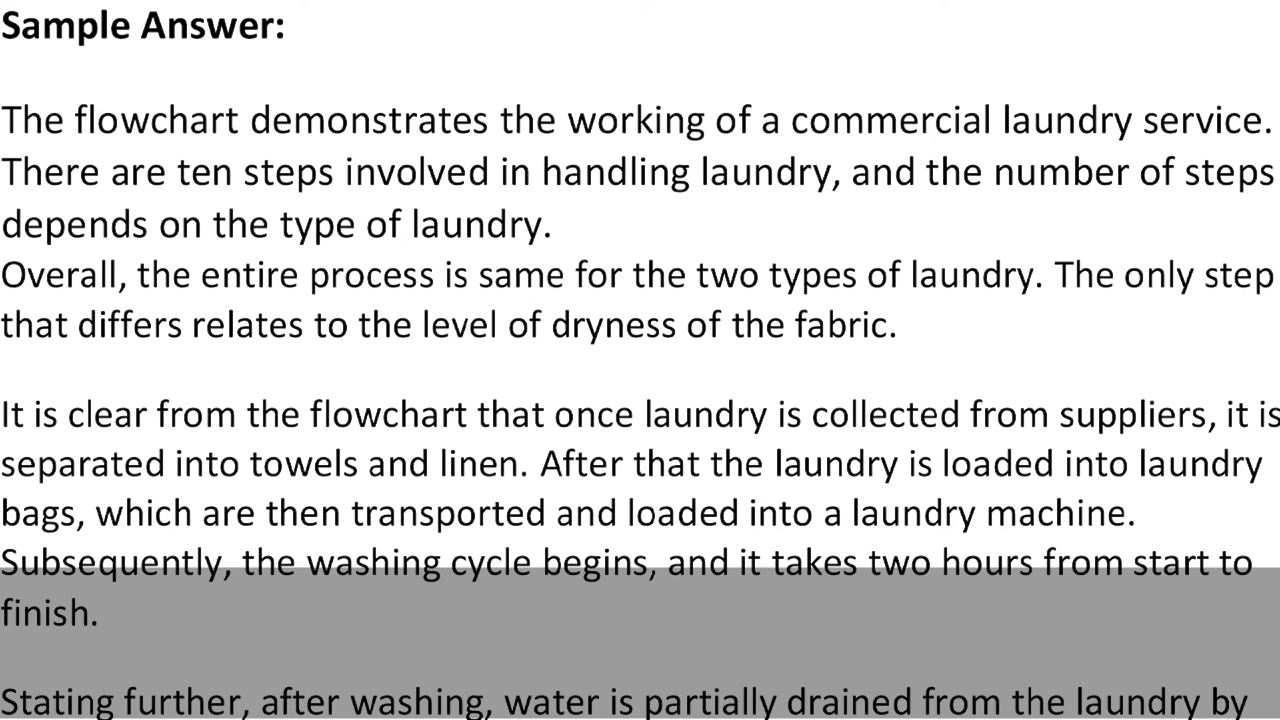 Sample Answer:
The flowchart demonstrates the working of a commercial laundry service.
There are ten steps involved in handling laundry, and the number of steps
depends on the type of laundry.
Overall, the entire process is same for the two types of laundry. The only step
that differs relates to the level of dryness of the fabric.
It is clear from the flowchart that once laundry is collected from suppliers, it is
separated into towels and linen. After that the laundry is loaded into laundry
bags, which are then transported and loaded into a laundry machine.
Subsequently, the washing cycle begins, and it takes two hours from start to
finish.
Stating further, after washing, water is partially drained from the laundry by